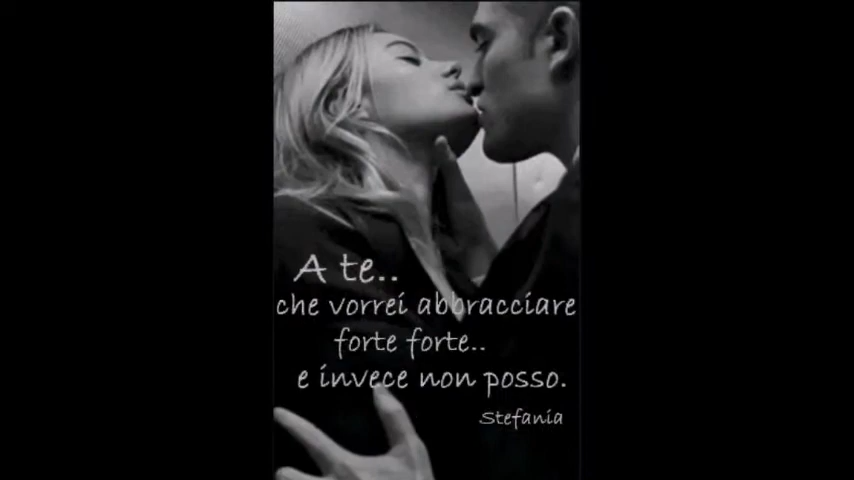 A te..
che vorrei abbracciare
forte forte..
e invece non posso.
Stefania